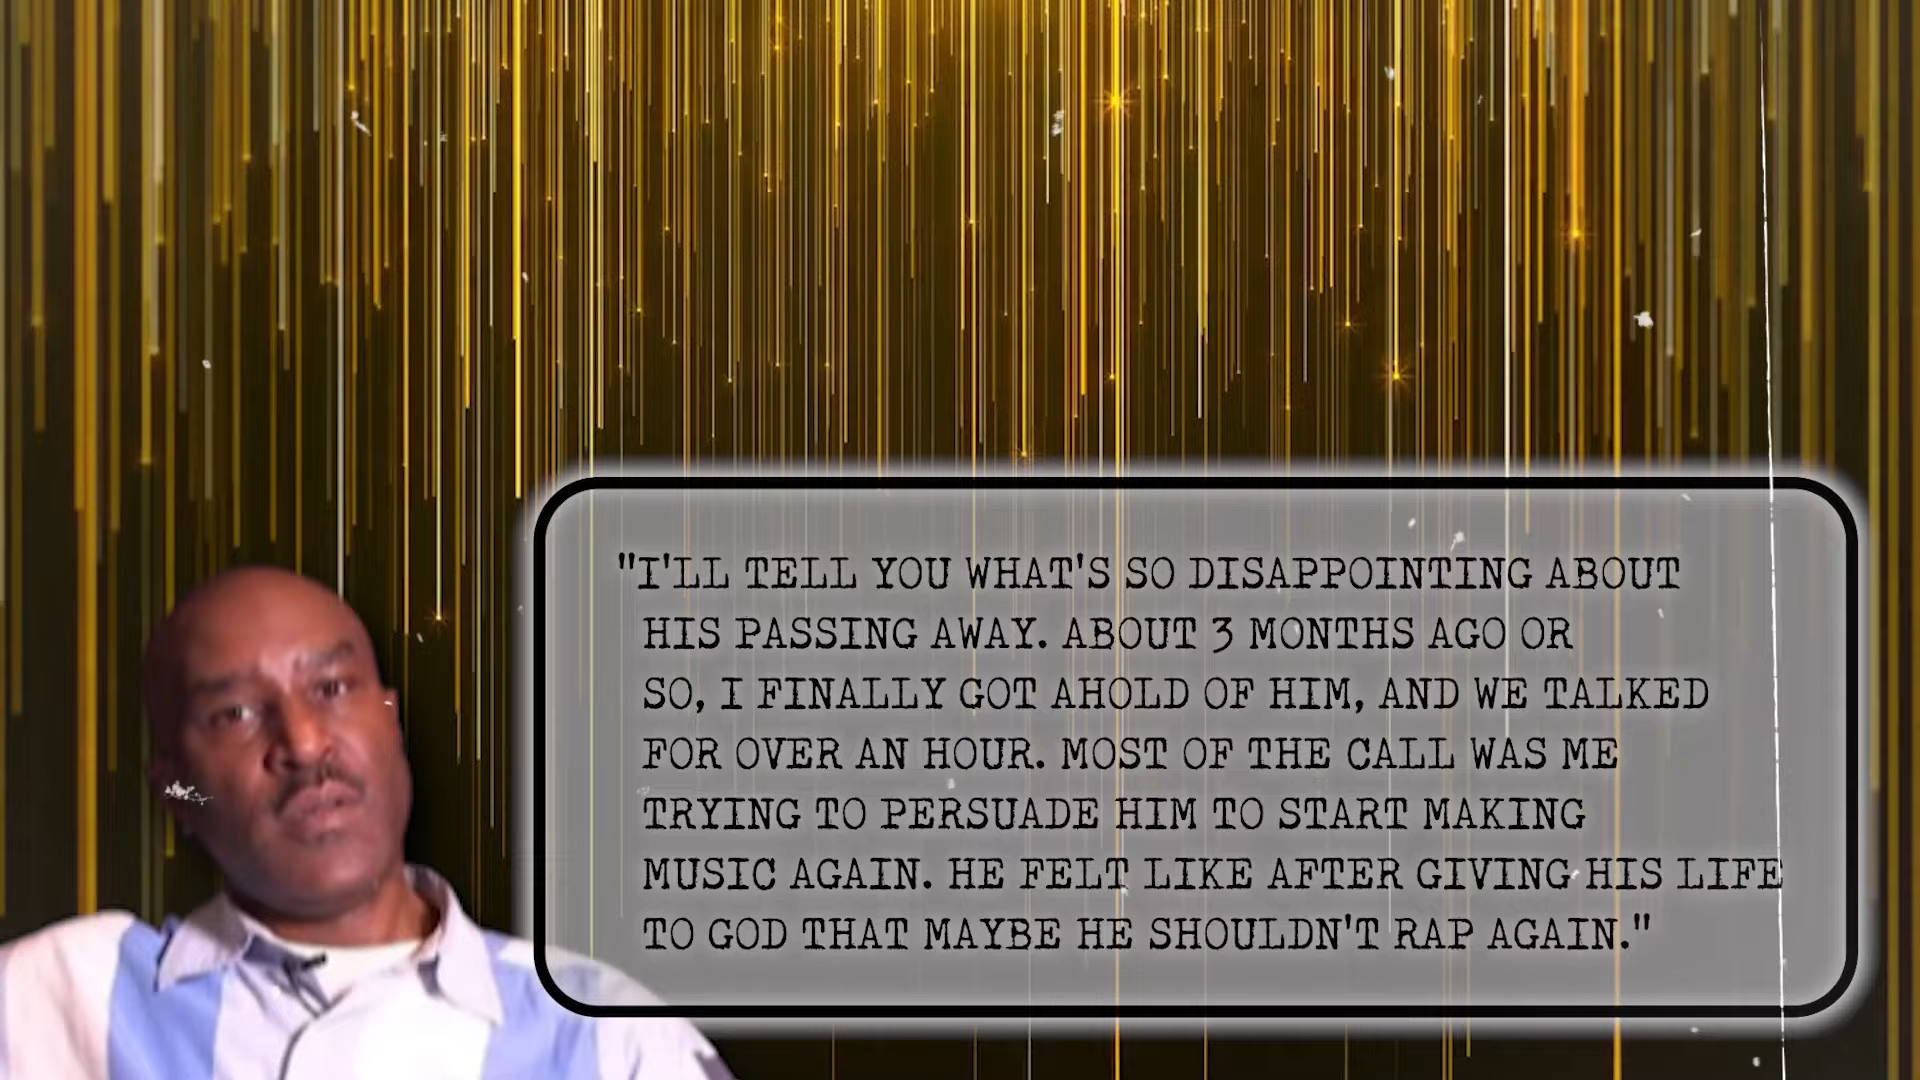 "I'LL TELL YOU WHAT'S SO DISAPPOINTING ABOUT
HIS PASSING AWAY. ABOUT 3 MONTHS AGO OR
SO, I FINALLY GOT AHOLD OF HIM, AND WE TALKED
FOR OVER AN HOUR. MOST OF THE CALL WAS ME
TRYING TO PERSUADE HIM TO START MAKING
MUSIC AGAIN. HE FELT LIKE AFTER GIVING HIS LIFE
TO GOD THAT MAYBE HE SHOULDN'T RAP AGAIN."